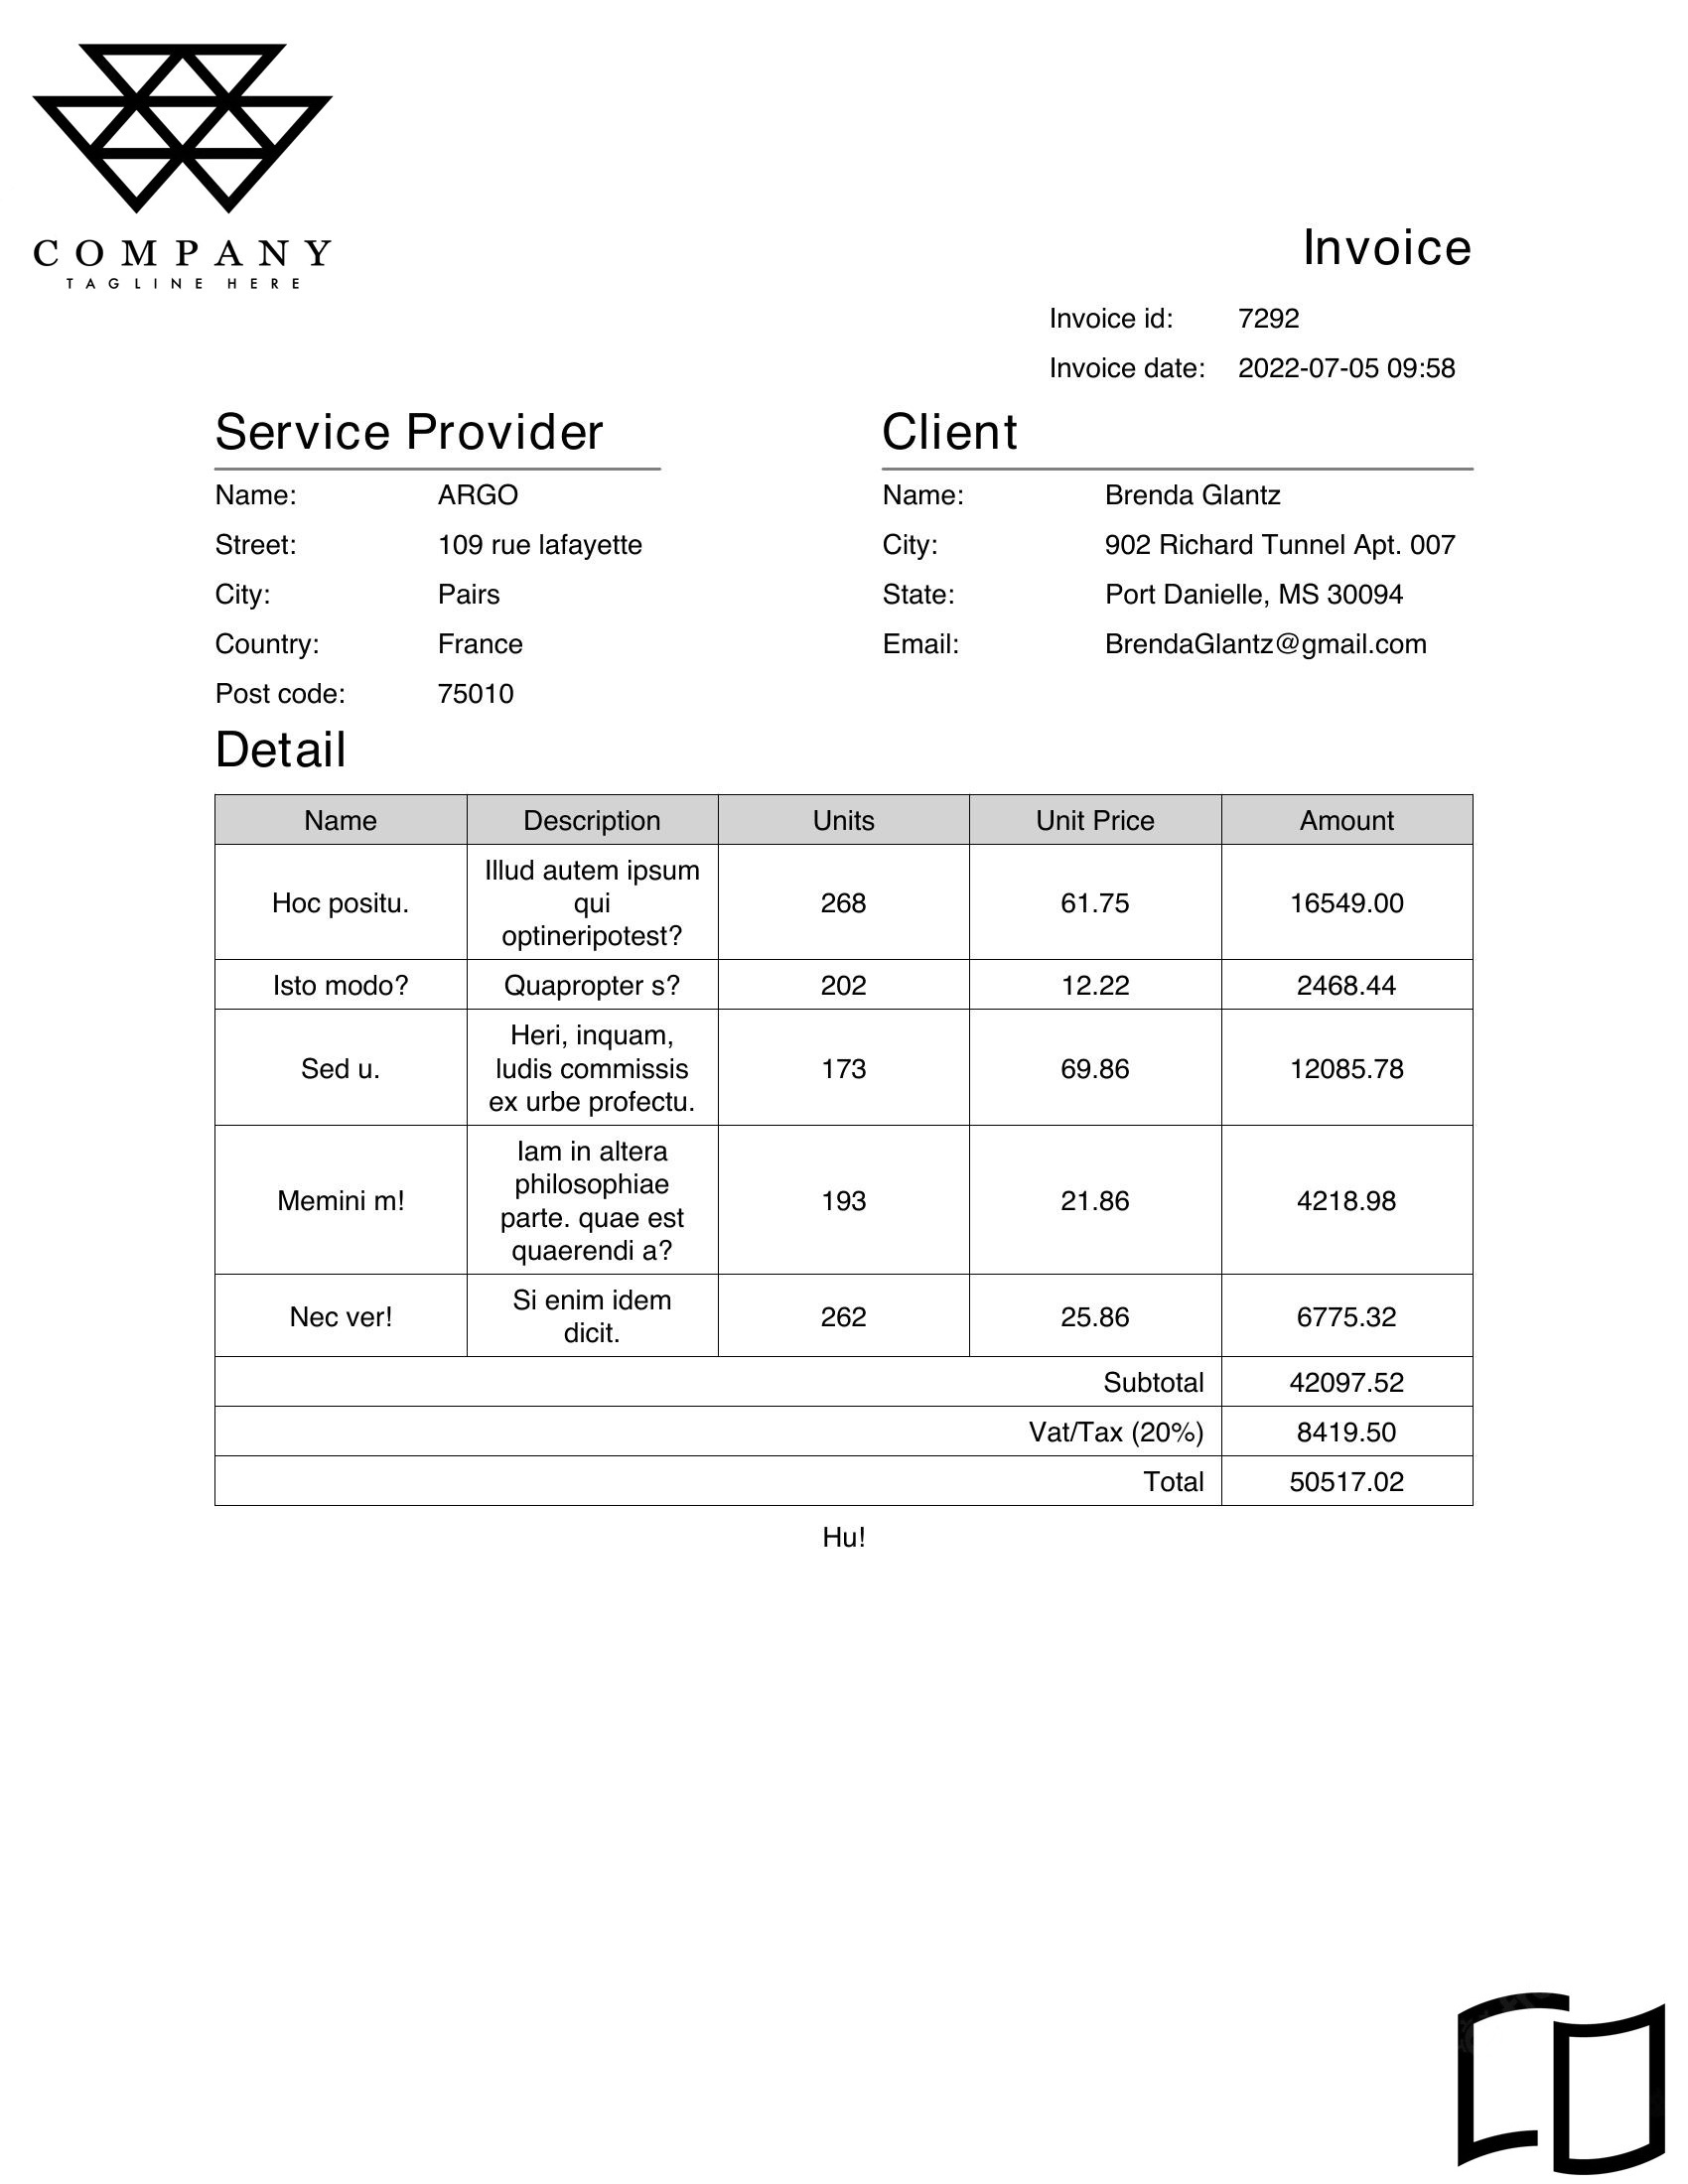 COMPANY
TAGLINE HERE
Invoice
Invoice id: 7292
Invoice date: 2022-07-05 09:58
Service Provider
Name: ARGO
Street: 109 rue lafayette
City: Pairs
Country: France
Post code: 75010
Client
Name: Brenda Glantz
City: 902 Richard Tunnel Apt. 007
State: Port Danielle, MS 30094
Email: BrendaGlantz@gmail.com
Detail
Name Description Units Unit Price Amount
Hoc positu. Illud autem ipsum
qui
optineripotest? 268 61.75 16549.00
Isto modo? Quapropter s? 202 12.22 2468.44
Sed u. Heri, inquam,
ludis commissis
ex urbe profectu. 173 69.86 12085.78
Memini m! Iam in altera
philosophiae
parte. quae est
quaerendi a? 193 21.86 4218.98
Nec ver! Si enim idem
dicit. 262 25.86 6775.32
Subtotal 42097.52
Vat/Tax (20%) 8419.50
Total 50517.02
Hu!